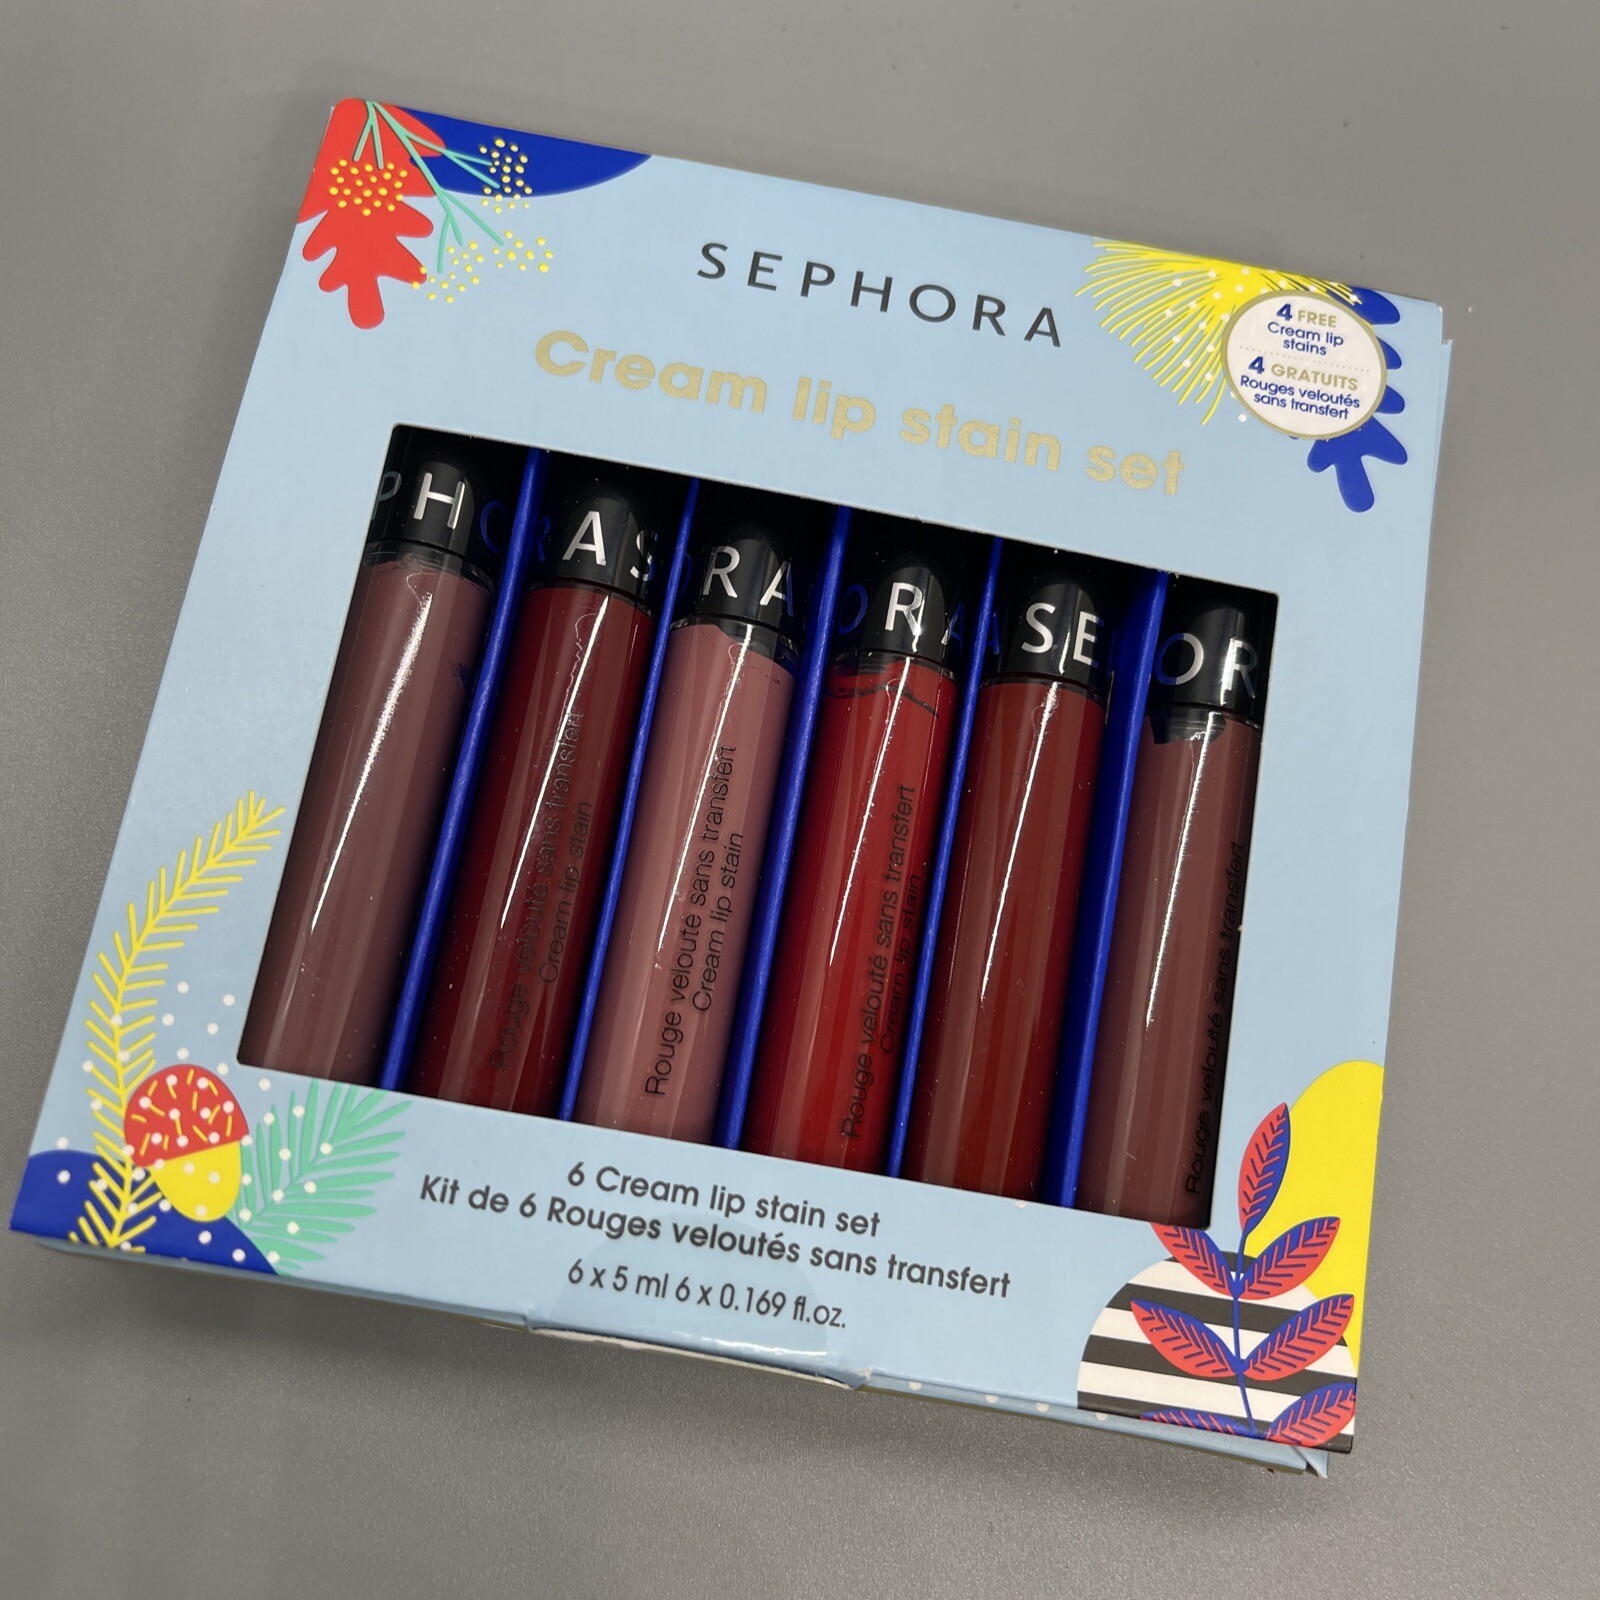 SEPHORA
Cream lip stain set
4 FREE
Cream lip
stains
4 GRATUITS
Rouges veloutés
sans transfert
PH
AS
RA
ORA
SE
OR
Rouge velouté sans transfert
Cream lip stain
Rouge velouté sans transfert
Cream lip stain
Rouge velouté sans transfert
Cream lip stain
Rouge velouté sans transfert
6 Cream lip stain set
Kit de 6 Rouges veloutés sans transfert
6 x 5 ml 6 x 0.169 fl.oz.